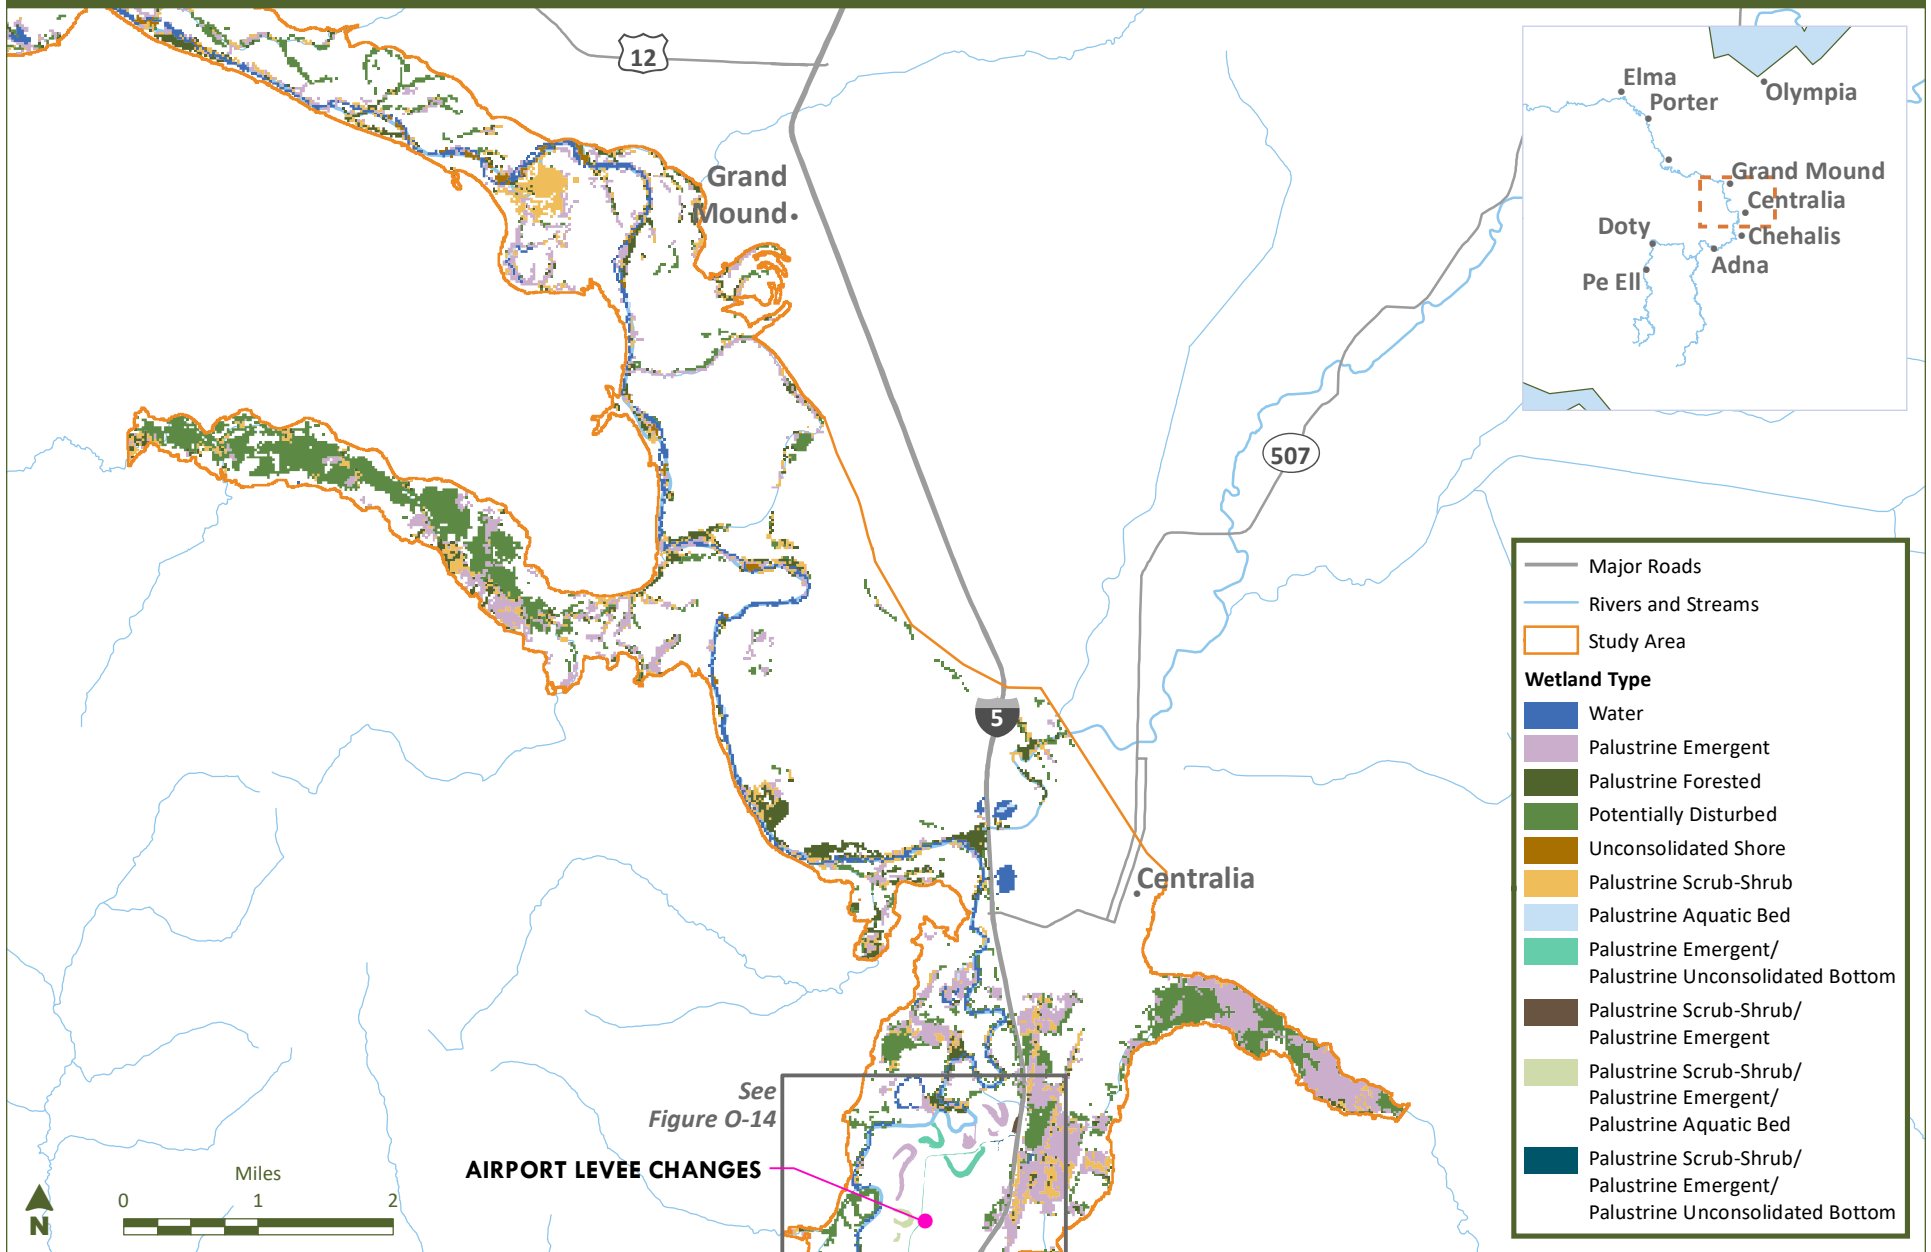 12
Grand
Mound
507
5
Centralia
See
Figure O-14
AIRPORT LEVEE CHANGES
Miles
0 1 2
N
Elma
Porter
Olympia
Grand Mound
Centralia
Doty
Chehalis
Adna
Pe Ell
Major Roads
Rivers and Streams
Study Area
Wetland Type
Water
Palustrine Emergent
Palustrine Forested
Potentially Disturbed
Unconsolidated Shore
Palustrine Scrub-Shrub
Palustrine Aquatic Bed
Palustrine Emergent/
Palustrine Unconsolidated Bottom
Palustrine Scrub-Shrub/
Palustrine Emergent
Palustrine Scrub-Shrub/
Palustrine Emergent/
Palustrine Aquatic Bed
Palustrine Scrub-Shrub/
Palustrine Emergent/
Palustrine Unconsolidated Bottom